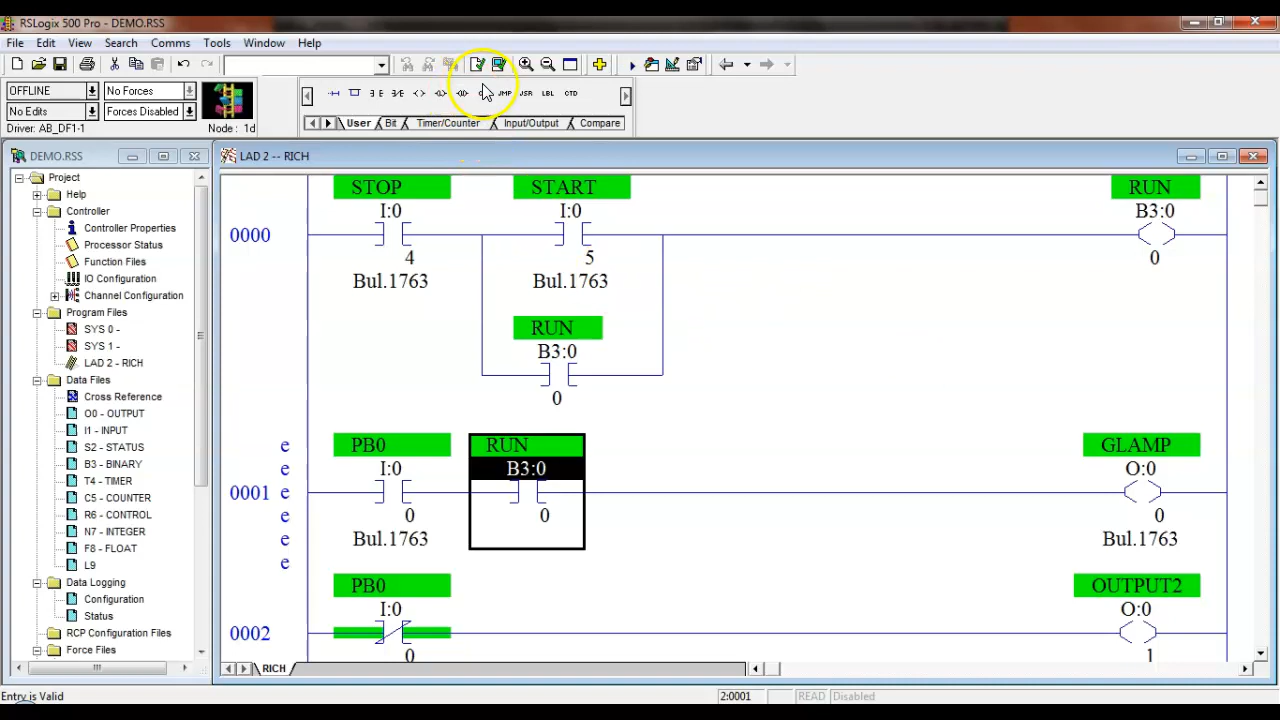 RSLogix 500 Pro - DEMO.RSS
File Edit View Search Comms Tools Window Help
OFFLINE No Forces
No Edits Forces Disabled
Driver: AB_DF1-1 Node : 1d
JMP JSR LBL CTD
User Bit Timer/Counter Input/Output Compare
DEMO.RSS
LAD 2 -- RICH
Project
Help
Controller
Controller Properties
Processor Status
Function Files
IO Configuration
Channel Configuration
Program Files
SYS 0 -
SYS 1 -
LAD 2 - RICH
Data Files
Cross Reference
O0 - OUTPUT
I1 - INPUT
S2 - STATUS
B3 - BINARY
T4 - TIMER
C5 - COUNTER
R6 - CONTROL
N7 - INTEGER
F8 - FLOAT
L9
Data Logging
Configuration
Status
RCP Configuration Files
Force Files
STOP START RUN
I:0 I:0 B3:0
0000
4 5 0
Bul.1763 Bul.1763
RUN
B3:0
0
e PB0 RUN GLAMP
e I:0 B3:0 O:0
0001 e
e 0 0 0
e Bul.1763 Bul.1763
e
PB0 OUTPUT2
I:0 O:0
0002
0 1
RICH
Entry is Valid 2:0001 READ Disabled